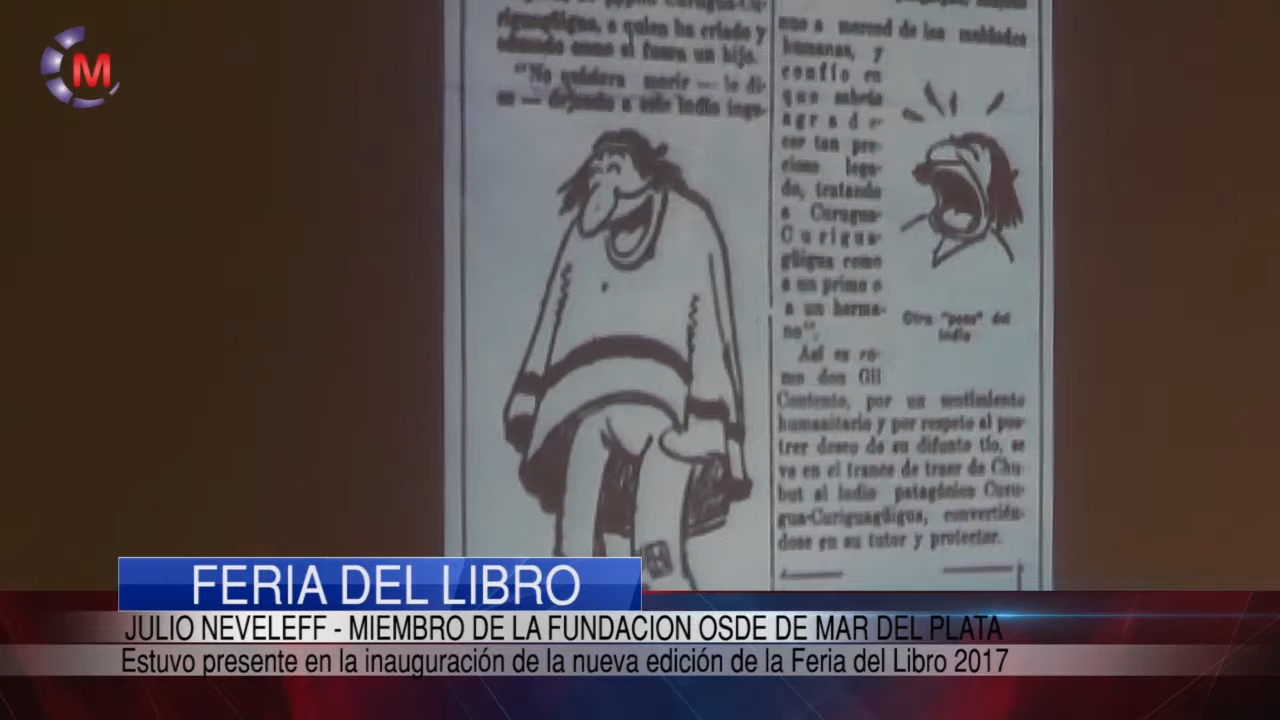 M
Curugua-Cu-
riguagüigua, a quien ha criado y
educado como si fuera un hijo.
"No quisiera morir — le di-
ce — dejando a este indio inge-
nuo a merced de las maldades
humanas, y
confío en
que sabrás
agrade-
cer tan pre-
cioso lega-
do, tratando
a Curugua-
Curigua-
güigua como
a un primo o
a un herma-
no".
Así es co-
mo don Gil
Contento, por un sentimiento
humanitario y por respeto al pos-
trer deseo de su difunto tío, se
ve en el trance de traer de Chu-
but al indio patagónico Curu-
gua-Curiguagüigua, convertién-
dose en su tutor y protector.
Otra "pose" del
indio
FERIA DEL LIBRO
JULIO NEVELEFF - MIEMBRO DE LA FUNDACION OSDE DE MAR DEL PLATA
Estuvo presente en la inauguración de la nueva edición de la Feria del Libro 2017